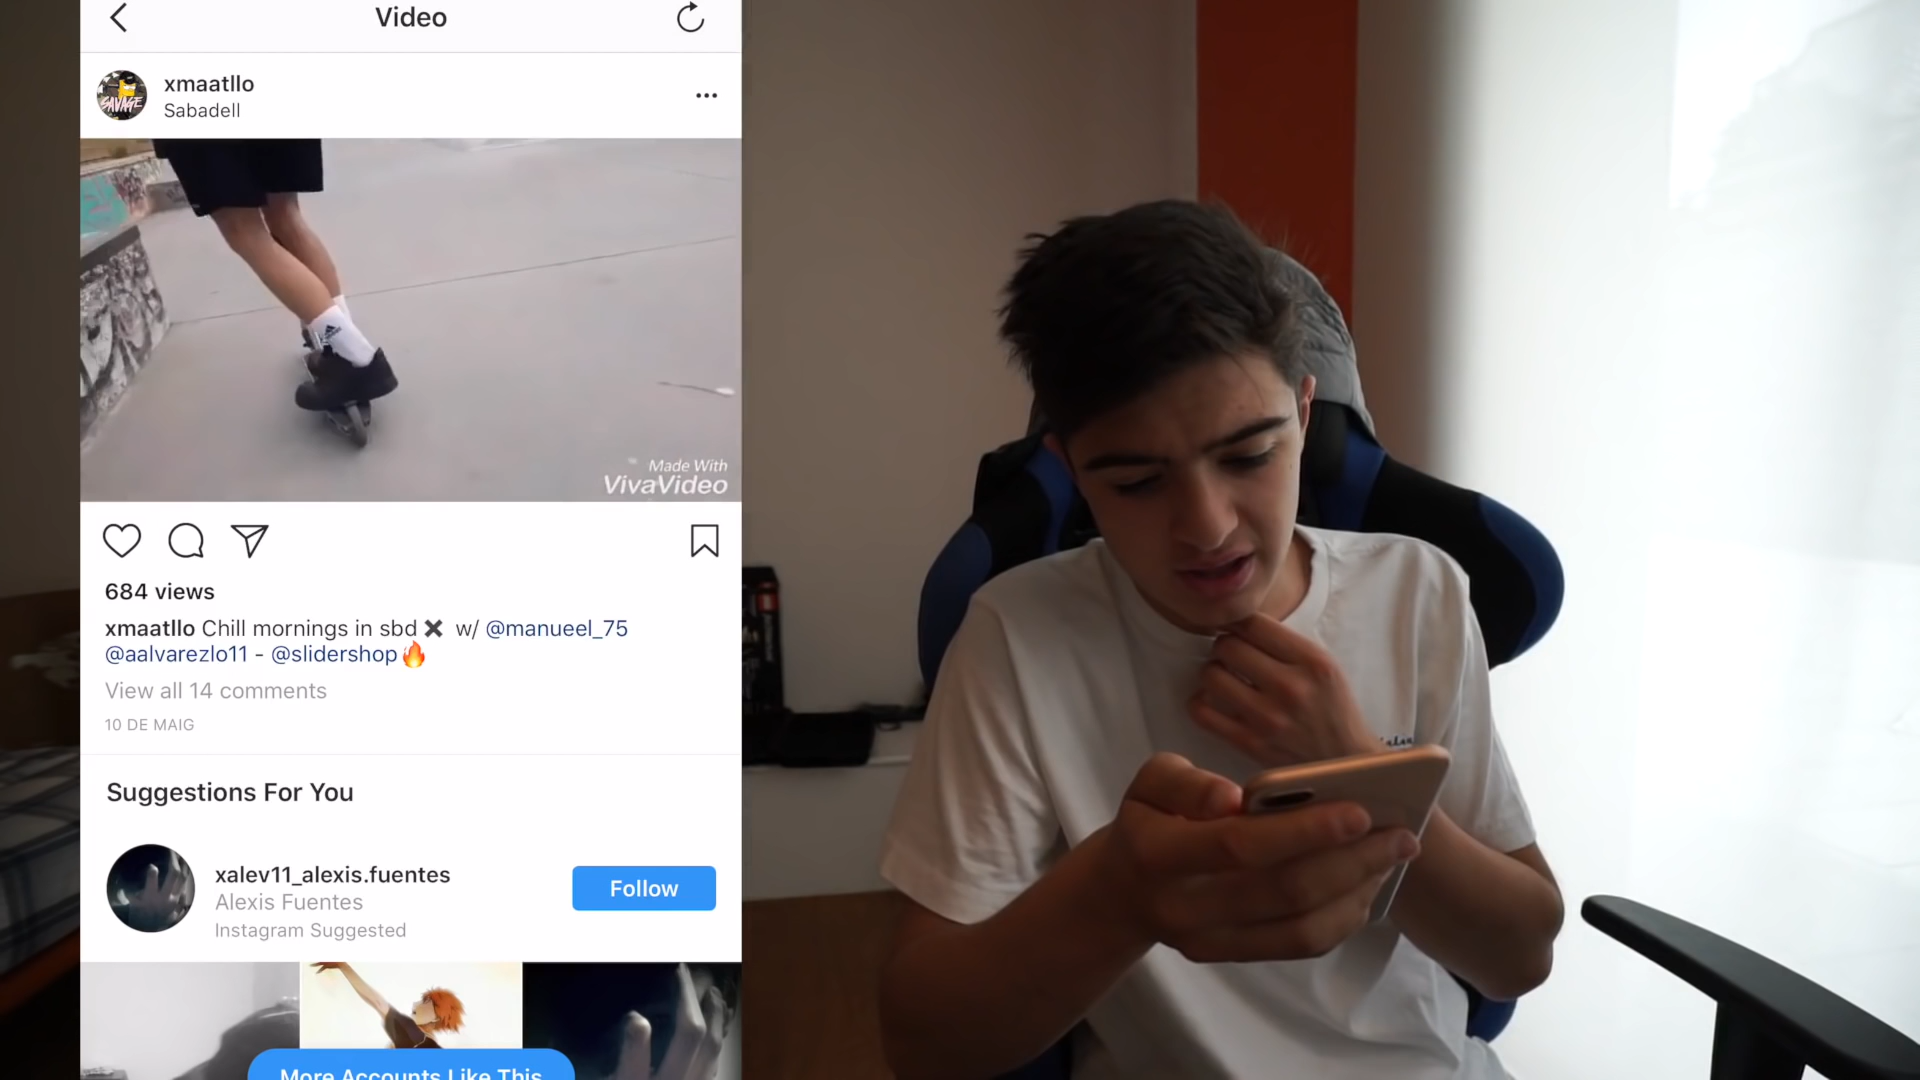 Video
xmaatllo
Sabadell
SAVAGE
Made With
VivaVideo
684 views
xmaatllo Chill mornings in sbd ✖ w/ @manueel_75
@aalvarezlo11 - @slidershop🔥
View all 14 comments
10 DE MAIG
Suggestions For You
xalev11_alexis.fuentes
Alexis Fuentes
Instagram Suggested
Follow
More Accounts Like This